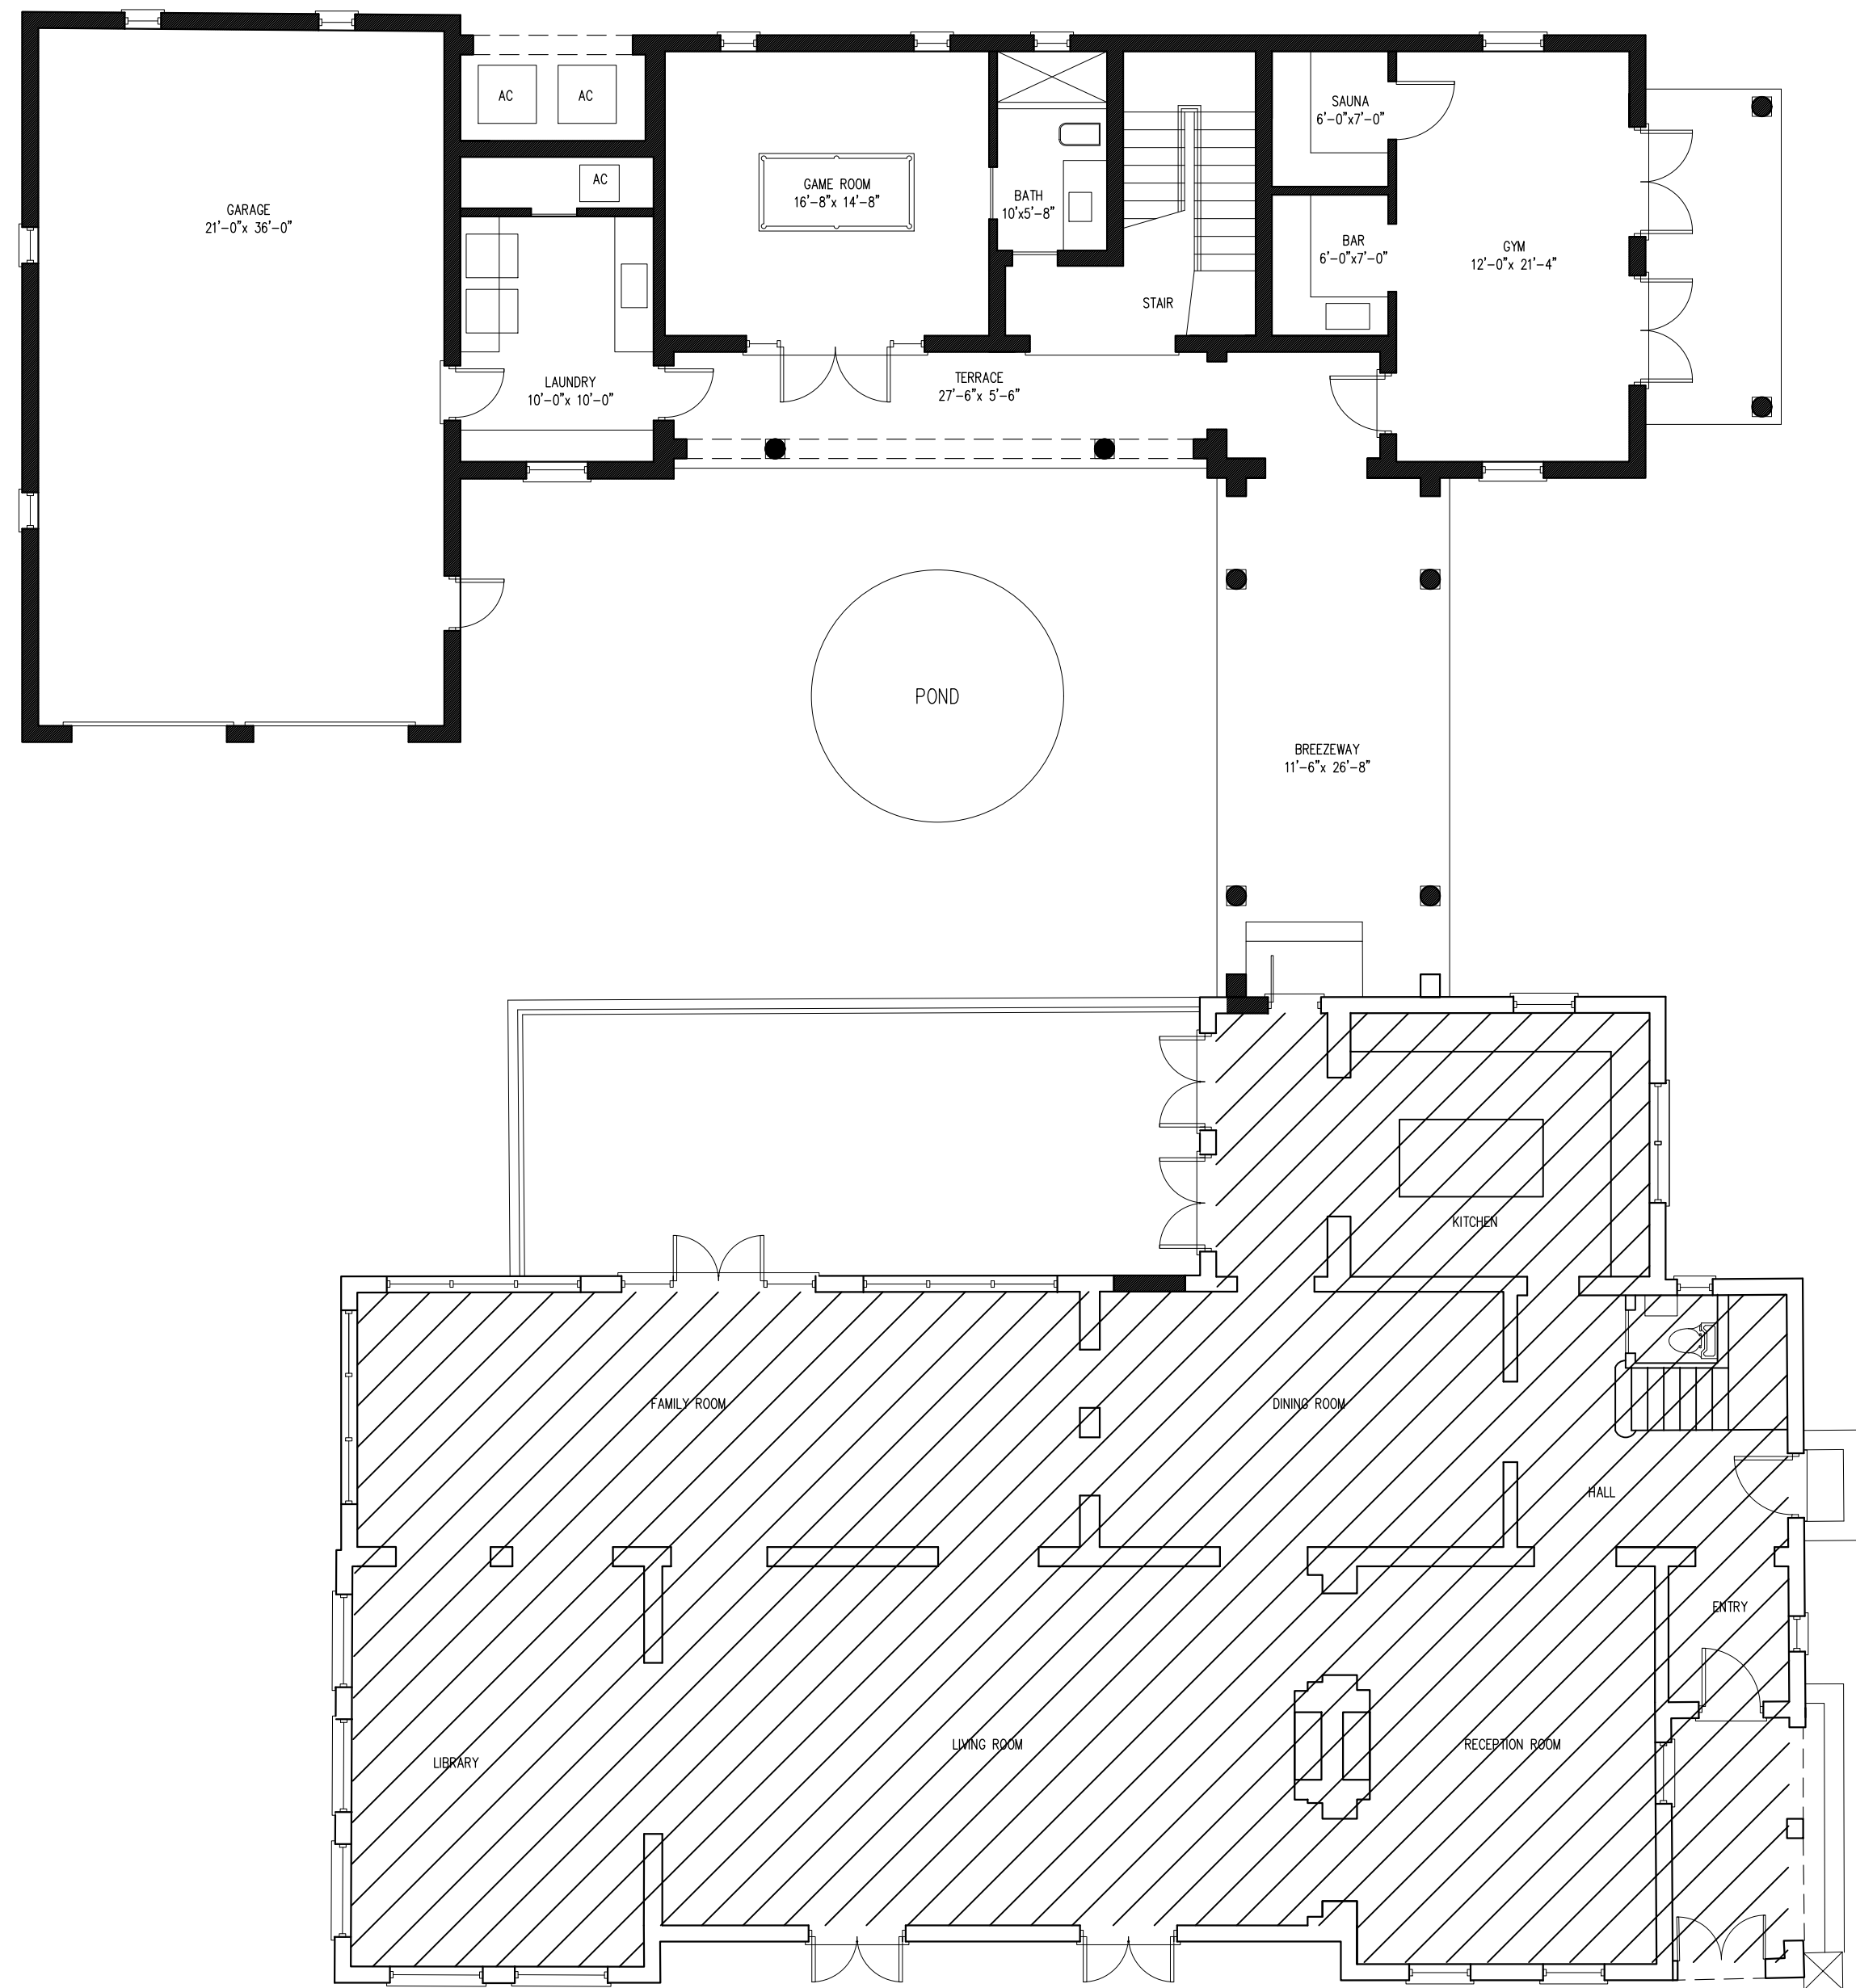 AC
AC
SAUNA
6'-0"x7'-0"
AC
GAME ROOM
16'-8"x 14'-8"
BATH
10'x5'-8"
GARAGE
21'-0"x 36'-0"
BAR
6'-0"x7'-0"
GYM
12'-0"x 21'-4"
STAIR
LAUNDRY
10'-0"x 10'-0"
TERRACE
27'-6"x 5'-6"
POND
BREEZEWAY
11'-6"x 26'-8"
KITCHEN
FAMILY ROOM
DINING ROOM
HALL
ENTRY
LIBRARY
LIVING ROOM
RECEPTION ROOM